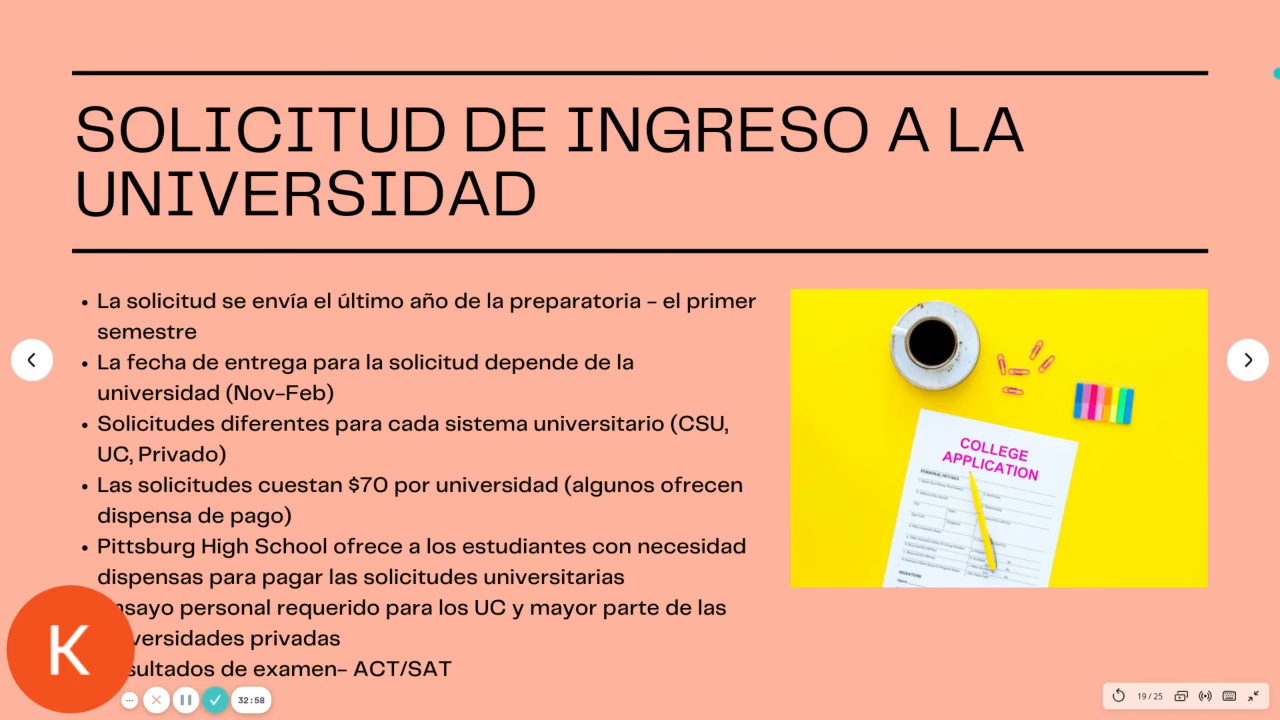 SOLICITUD DE INGRESO A LA
UNIVERSIDAD
• La solicitud se envía el último año de la preparatoria - el primer
semestre
• La fecha de entrega para la solicitud depende de la
universidad (Nov-Feb)
• Solicitudes diferentes para cada sistema universitario (CSU,
UC, Privado)
• Las solicitudes cuestan $70 por universidad (algunos ofrecen
dispensa de pago)
• Pittsburg High School ofrece a los estudiantes con necesidad
dispensas para pagar las solicitudes universitarias
nsayo personal requerido para los UC y mayor parte de las
versidades privadas
sultados de examen- ACT/SAT
COLLEGE
APPLICATION
PERSONAL DETAILS
SIGNATURE
K
32:58
19 / 25